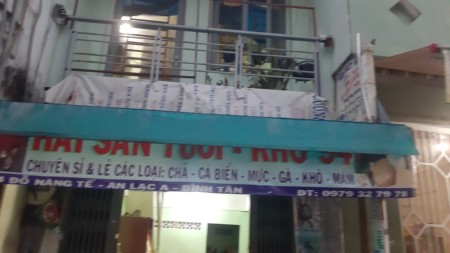 HẢI SẢN TƯƠI - KHÔ 94
CHUYÊN SỈ & LẺ CÁC LOẠI: CHẢ - CÁ BIỂN - MỰC - GÀ - KHÔ - MẮM
ĐỖ NĂNG TẾ - AN LẠC A - BÌNH TÂN ĐT: 0979 32 79 78